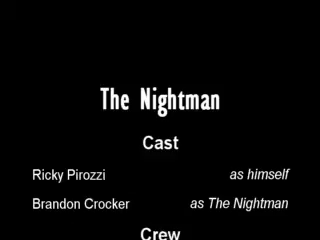 The Nightman
Cast
Ricky Pirozzi as himself
Brandon Crocker as The Nightman
Crew